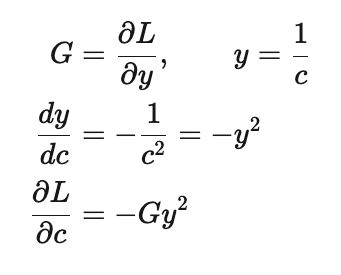 G = ∂L/∂y,  y = 1/c
dy/dc = −1/c² = −y²
∂L/∂c = −Gy²